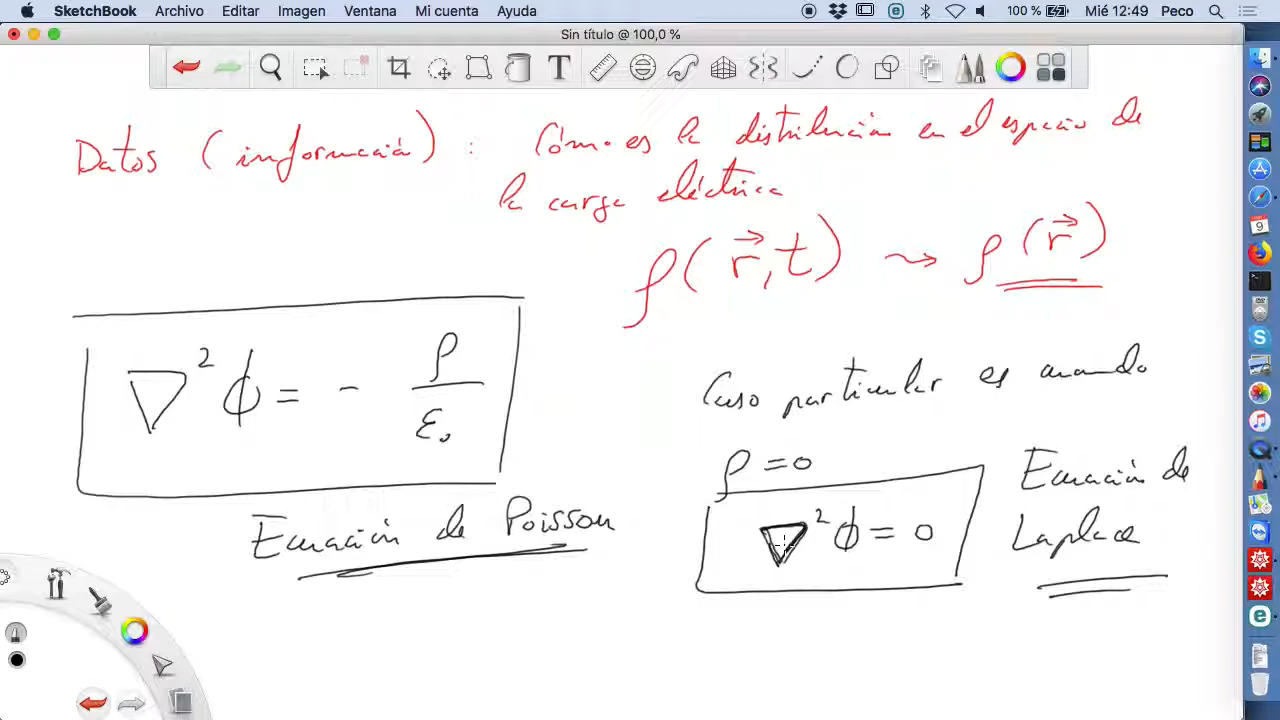 SketchBook Archivo Editar Imagen Ventana Mi cuenta Ayuda 100 % Mié 12:49 Peco
Sin título @ 100,0 %
Datos (información) : Cómo es la distribución en el espacio de
la carga eléctrica
ρ(r⃗,t) ⇝ ρ(r⃗)
∇²ϕ = - ρ/ε₀
Ecuación de Poisson
Caso particular es cuando
ρ = 0
∇²ϕ = 0
Ecuación de
Laplace